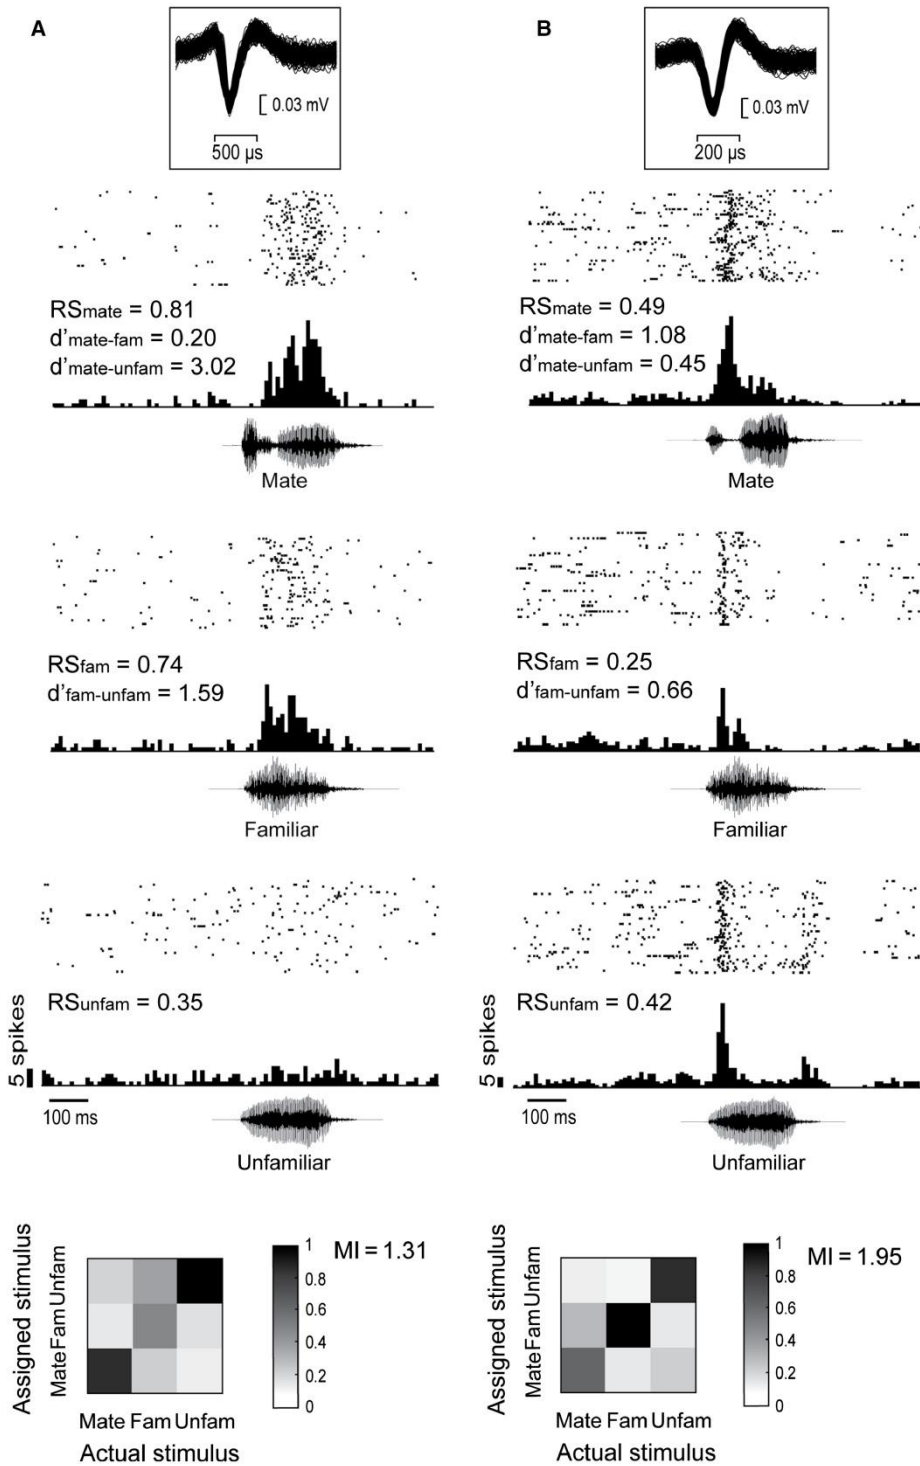 A
0.03 mV
500 µs
RSmate = 0.81
d'mate-fam = 0.20
d'mate-unfam = 3.02
Mate
RSfam = 0.74
d'fam-unfam = 1.59
Familiar
RSunfam = 0.35
5 spikes
100 ms
Unfamiliar
Assigned stimulus
Mate Fam Unfam
1
0.8
0.6
0.4
0.2
0
MI = 1.31
Mate Fam Unfam
Actual stimulus
B
0.03 mV
200 µs
RSmate = 0.49
d'mate-fam = 1.08
d'mate-unfam = 0.45
Mate
RSfam = 0.25
d'fam-unfam = 0.66
Familiar
RSunfam = 0.42
5 spikes
100 ms
Unfamiliar
Assigned stimulus
Mate Fam Unfam
1
0.8
0.6
0.4
0.2
0
MI = 1.95
Mate Fam Unfam
Actual stimulus